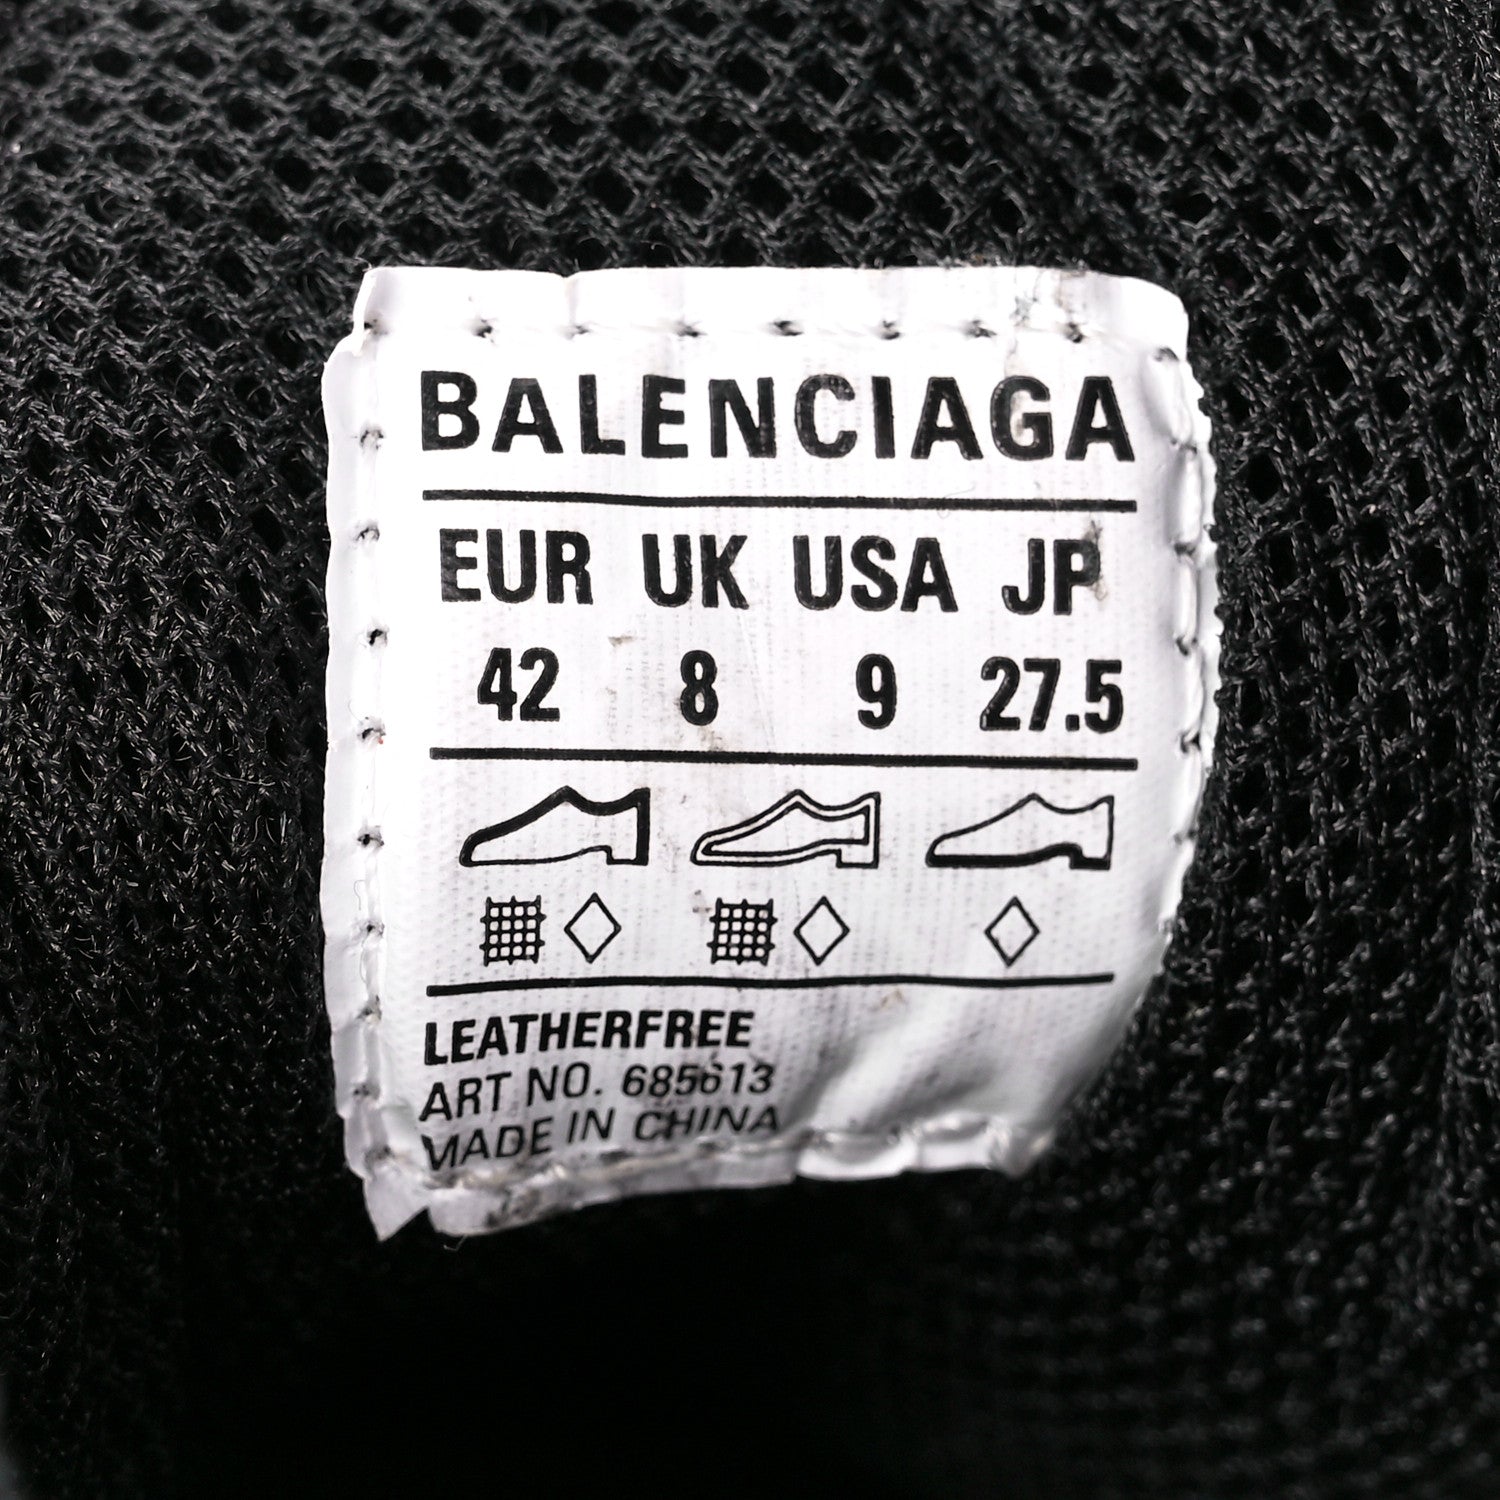 BALENCIAGA
EUR UK USA JP
42 8 9 27.5
LEATHERFREE
ART NO. 685613
MADE IN CHINA